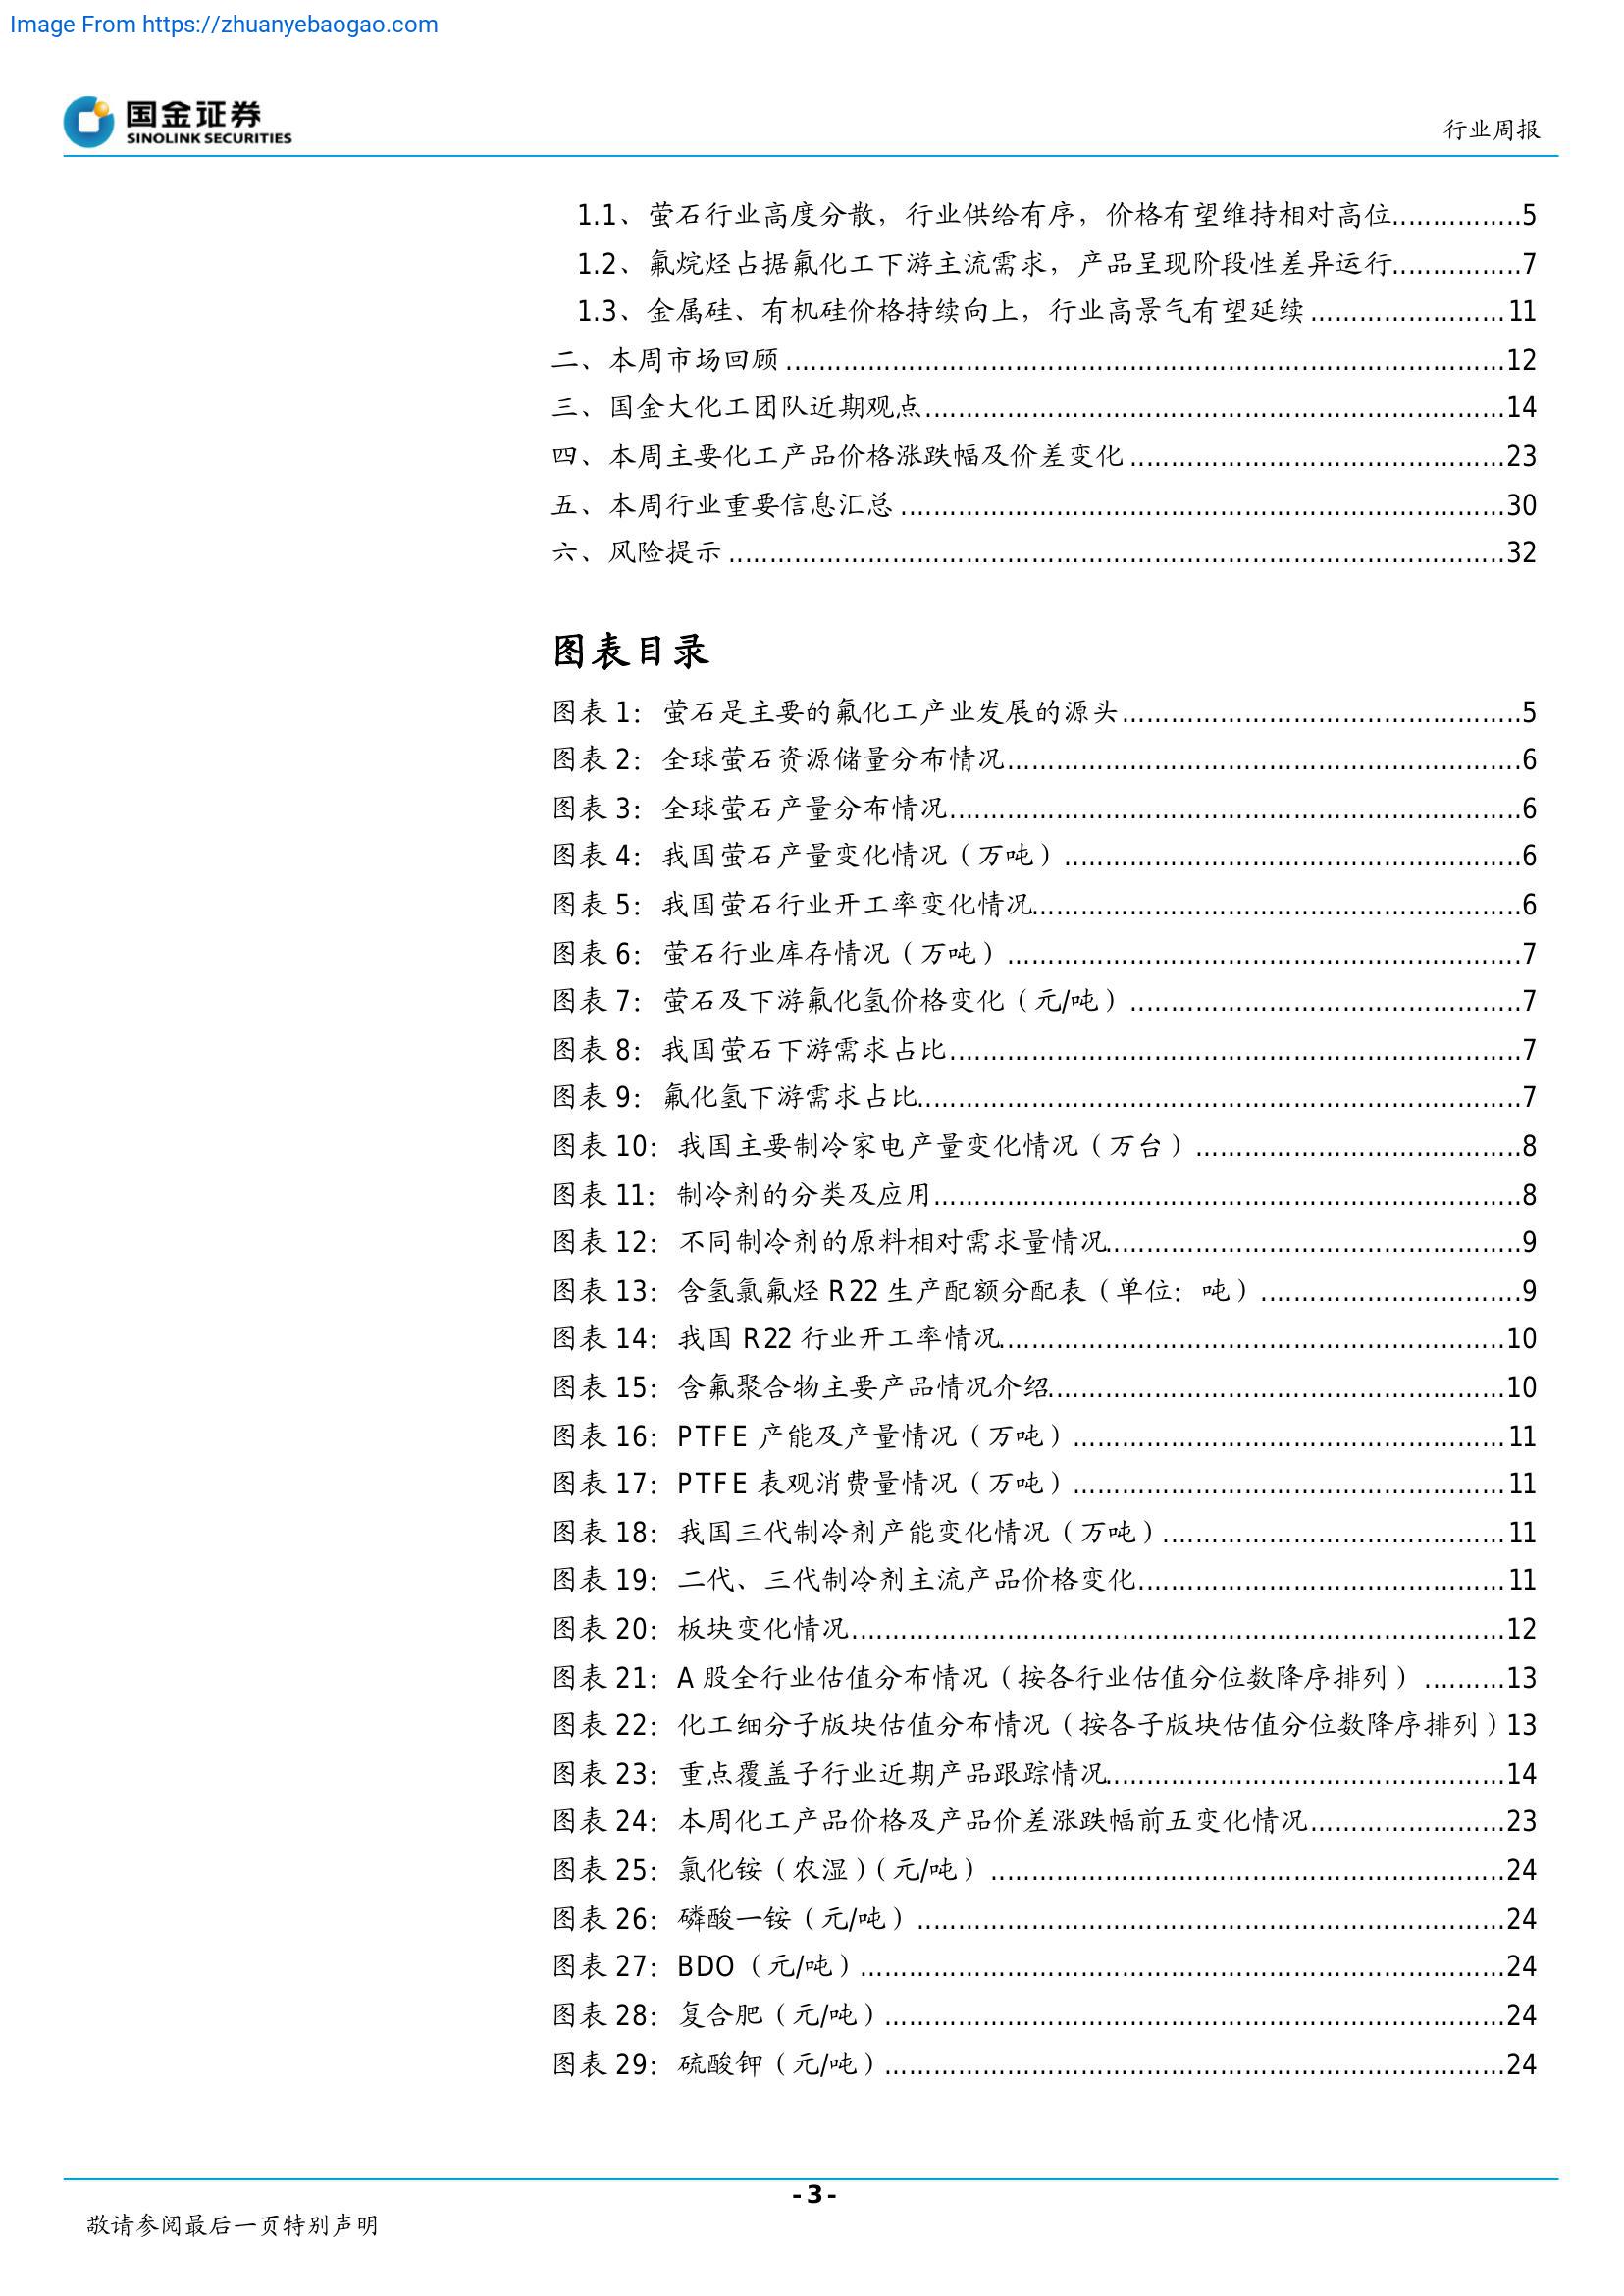 Image From https://zhuanyebaogao.com
国金证券
SINOLINK SECURITIES
行业周报
1.1、萤石行业高度分散，行业供给有序，价格有望维持相对高位................5
1.2、氟烷烃占据氟化工下游主流需求，产品呈现阶段性差异运行................7
1.3、金属硅、有机硅价格持续向上，行业高景气有望延续........................11
二、本周市场回顾.........................................................................................12
三、国金大化工团队近期观点........................................................................14
四、本周主要化工产品价格涨跌幅及价差变化..............................................23
五、本周行业重要信息汇总...........................................................................30
六、风险提示................................................................................................32
图表目录
图表 1：萤石是主要的氟化工产业发展的源头.................................................5
图表 2：全球萤石资源储量分布情况...............................................................6
图表 3：全球萤石产量分布情况......................................................................6
图表 4：我国萤石产量变化情况（万吨）........................................................6
图表 5：我国萤石行业开工率变化情况............................................................6
图表 6：萤石行业库存情况（万吨）...............................................................7
图表 7：萤石及下游氟化氢价格变化（元/吨）................................................7
图表 8：我国萤石下游需求占比......................................................................7
图表 9：氟化氢下游需求占比..........................................................................7
图表 10：我国主要制冷家电产量变化情况（万台）........................................8
图表 11：制冷剂的分类及应用........................................................................8
图表 12：不同制冷剂的原料相对需求量情况...................................................9
图表 13：含氢氯氟烃 R22 生产配额分配表（单位：吨）................................9
图表 14：我国 R22 行业开工率情况..............................................................10
图表 15：含氟聚合物主要产品情况介绍........................................................10
图表 16：PTFE 产能及产量情况（万吨）.....................................................11
图表 17：PTFE 表观消费量情况（万吨）.....................................................11
图表 18：我国三代制冷剂产能变化情况（万吨）..........................................11
图表 19：二代、三代制冷剂主流产品价格变化.............................................11
图表 20：板块变化情况................................................................................12
图表 21：A 股全行业估值分布情况（按各行业估值分位数降序排列）..........13
图表 22：化工细分子版块估值分布情况（按各子版块估值分位数降序排列）13
图表 23：重点覆盖子行业近期产品跟踪情况.................................................14
图表 24：本周化工产品价格及产品价差涨跌幅前五变化情况........................23
图表 25：氯化铵（农湿）（元/吨）...............................................................24
图表 26：磷酸一铵（元/吨）........................................................................24
图表 27：BDO（元/吨）...............................................................................24
图表 28：复合肥（元/吨）............................................................................24
图表 29：硫酸钾（元/吨）............................................................................24
- 3 -
敬请参阅最后一页特别声明